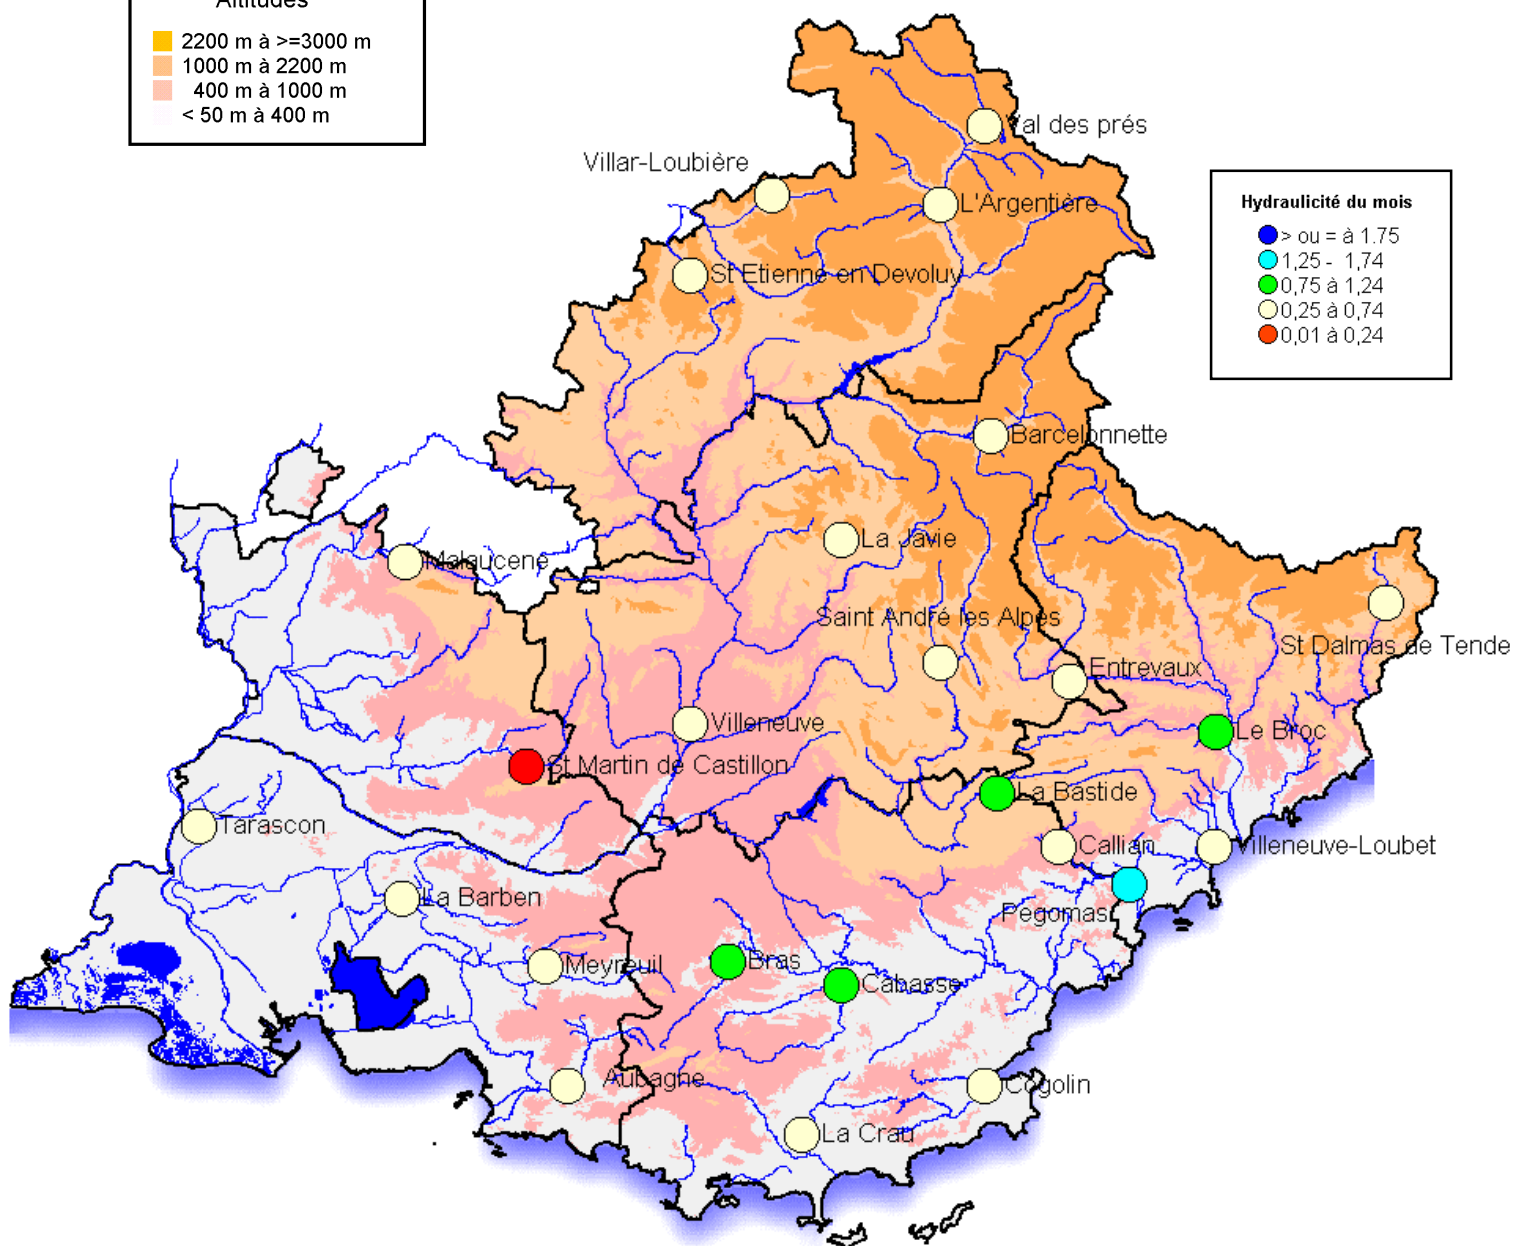 Altitudes
2200 m à >=3000 m
1000 m à 2200 m
400 m à 1000 m
< 50 m à 400 m
Val des prés
Villar-Loubière
L'Argentière
St Etienne en Devoluy
Hydraulicité du mois
> ou = à 1.75
1,25 - 1,74
0,75 à 1,24
0,25 à 0,74
0,01 à 0,24
Barcelonnette
La Javie
Malaucene
Saint André les Alpes
St Dalmas de Tende
Entrevaux
Villeneuve
Le Broc
St Martin de Castillon
La Bastide
Tarascon
Callian
Villeneuve-Loubet
La Barben
Pegomas
Meyreuil
Bras
Cabasse
Aubagne
Cogolin
La Crau